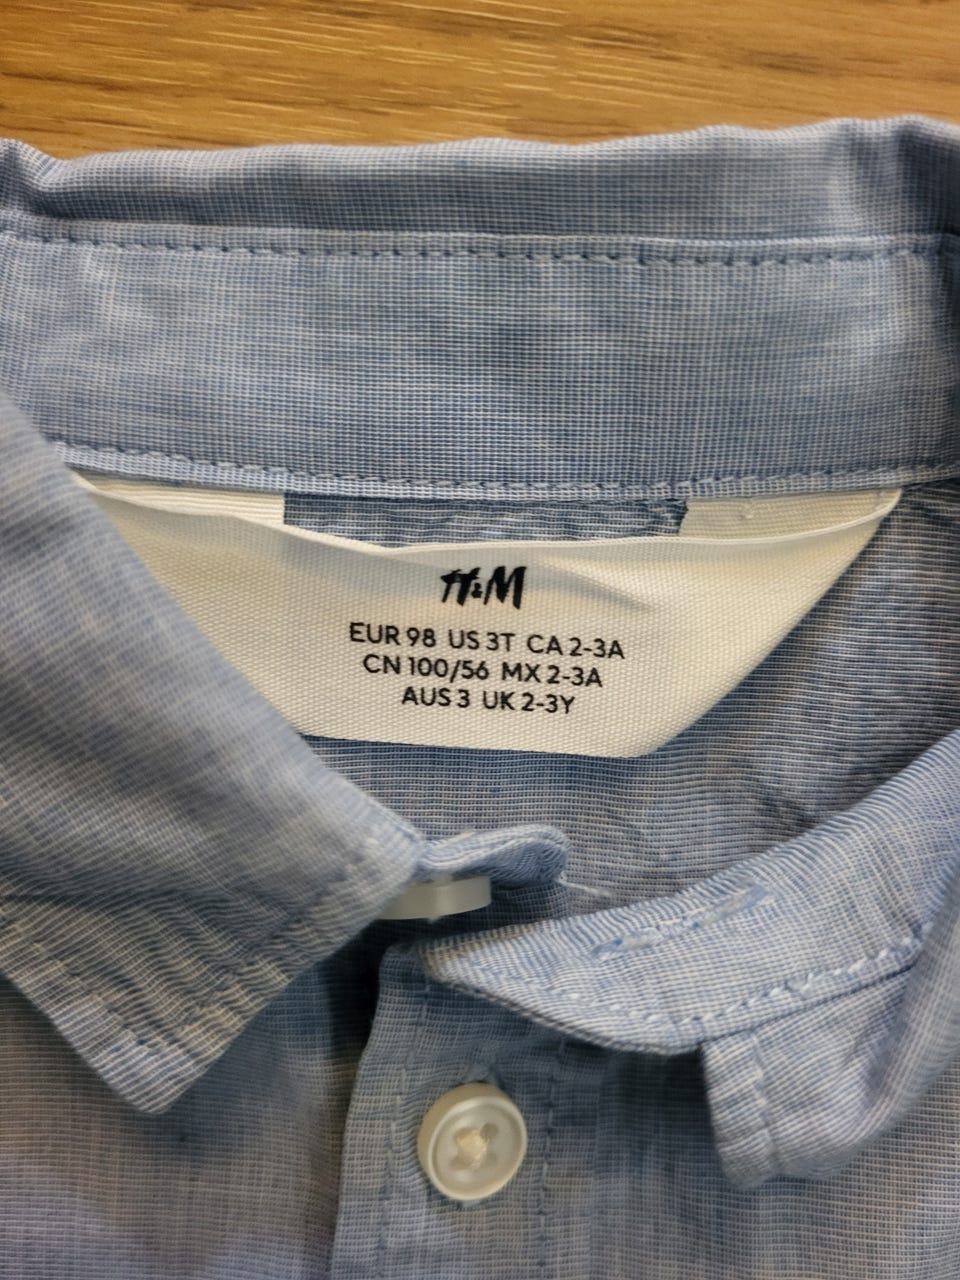 H&M
EUR 98 US 3T CA 2-3A
CN 100/56 MX 2-3A
AUS 3 UK 2-3Y